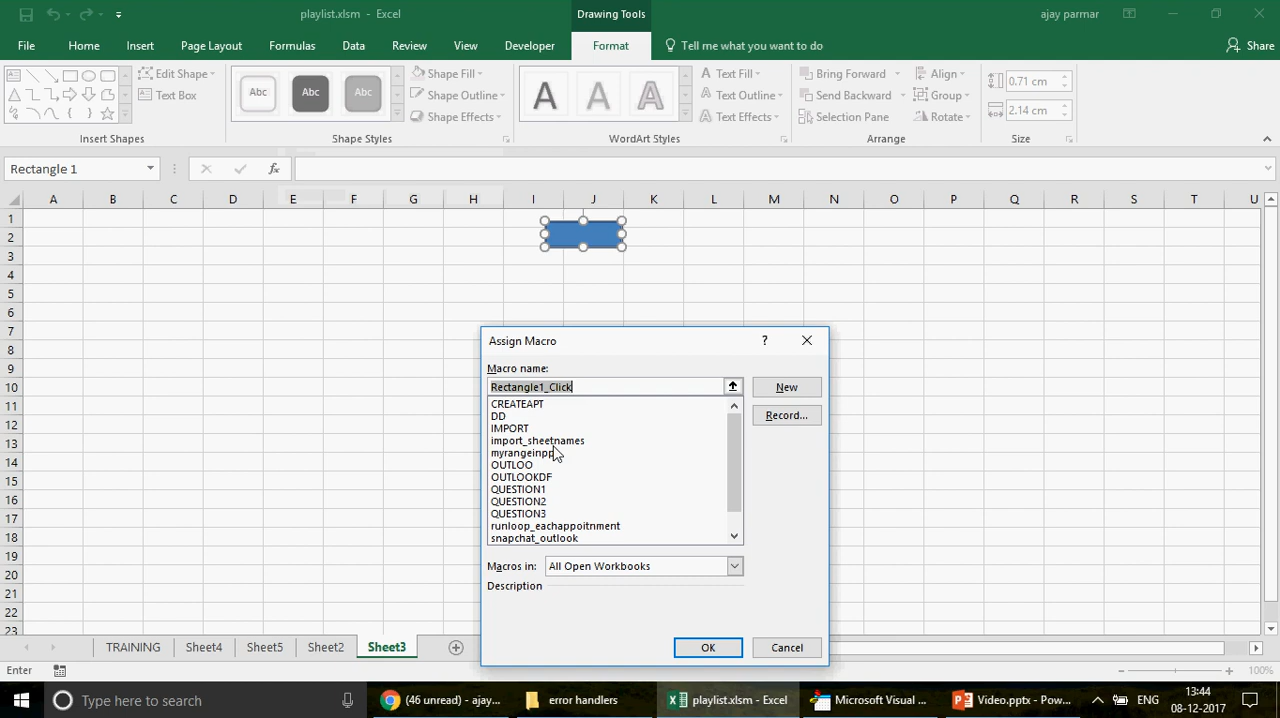 playlist.xlsm - Excel
Drawing Tools
ajay parmar
File Home Insert Page Layout Formulas Data Review View Developer Format Tell me what you want to do Share
Edit Shape
Text Box
Insert Shapes
Abc Abc Abc
Shape Fill
Shape Outline
Shape Effects
Shape Styles
A A A
Text Fill
Text Outline
Text Effects
WordArt Styles
Bring Forward
Send Backward
Selection Pane
Align
Group
Rotate
Arrange
0.71 cm
2.14 cm
Size
Rectangle 1
fx
A B C D E F G H I J K L M N O P Q R S T U
1
2
3
4
5
6
7
8
9
10
11
12
13
14
15
16
17
18
19
20
21
22
23
Assign Macro
?
Macro name:
Rectangle1_Click
New
Record...
CREATEAPT
DD
IMPORT
import_sheetnames
myrangeinpp
OUTLOO
OUTLOOKDF
QUESTION1
QUESTION2
QUESTION3
runloop_eachappoitnment
snapchat_outlook
Macros in: All Open Workbooks
Description
OK Cancel
TRAINING Sheet4 Sheet5 Sheet2 Sheet3
Enter
100%
Type here to search
(46 unread) - ajay...
error handlers
playlist.xlsm - Excel
Microsoft Visual ...
Video.pptx - Pow...
ENG
13:44
08-12-2017